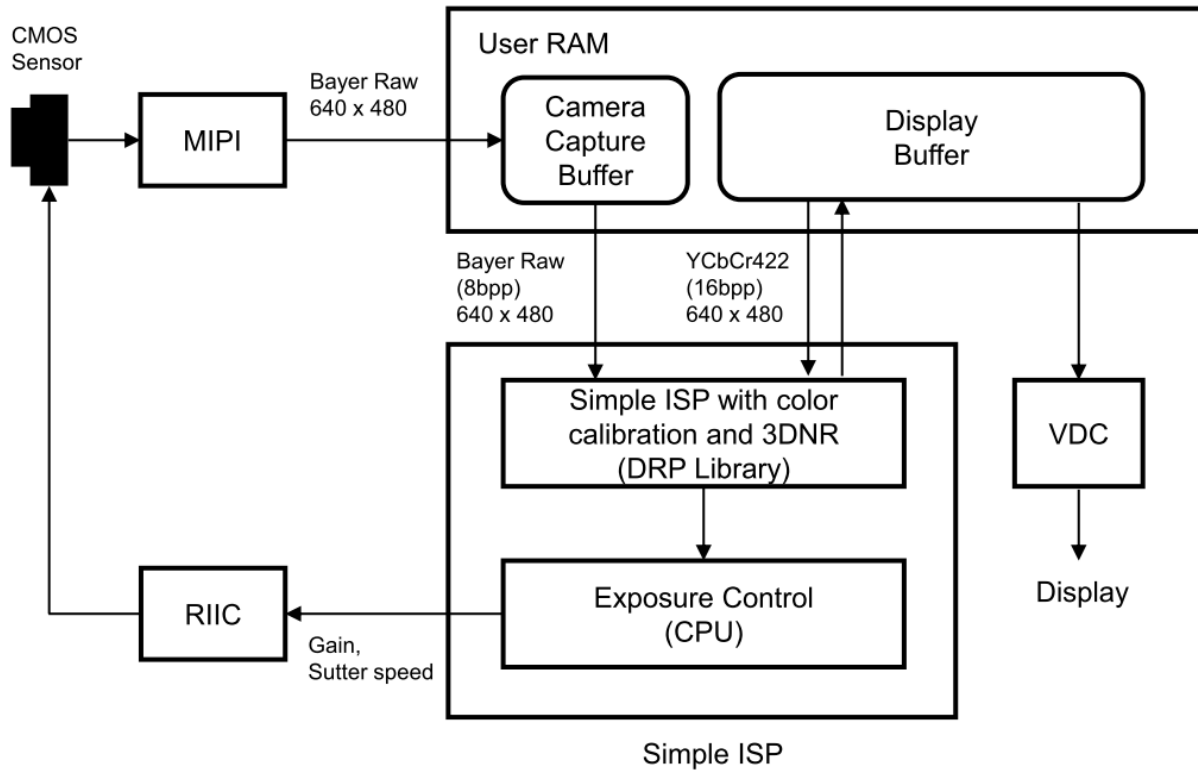 CMOS
Sensor
MIPI
Bayer Raw
640 x 480
User RAM
Camera
Capture
Buffer
Display
Buffer
Bayer Raw
(8bpp)
640 x 480
YCbCr422
(16bpp)
640 x 480
Simple ISP with color
calibration and 3DNR
(DRP Library)
VDC
Exposure Control
(CPU)
Display
RIIC
Gain,
Sutter speed
Simple ISP